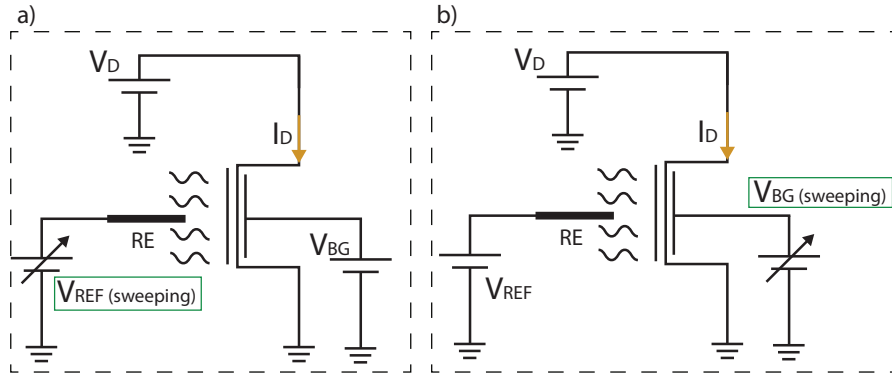 a)
VD
ID
RE
VBG
VREF (sweeping)
b)
VD
ID
VBG (sweeping)
RE
VREF